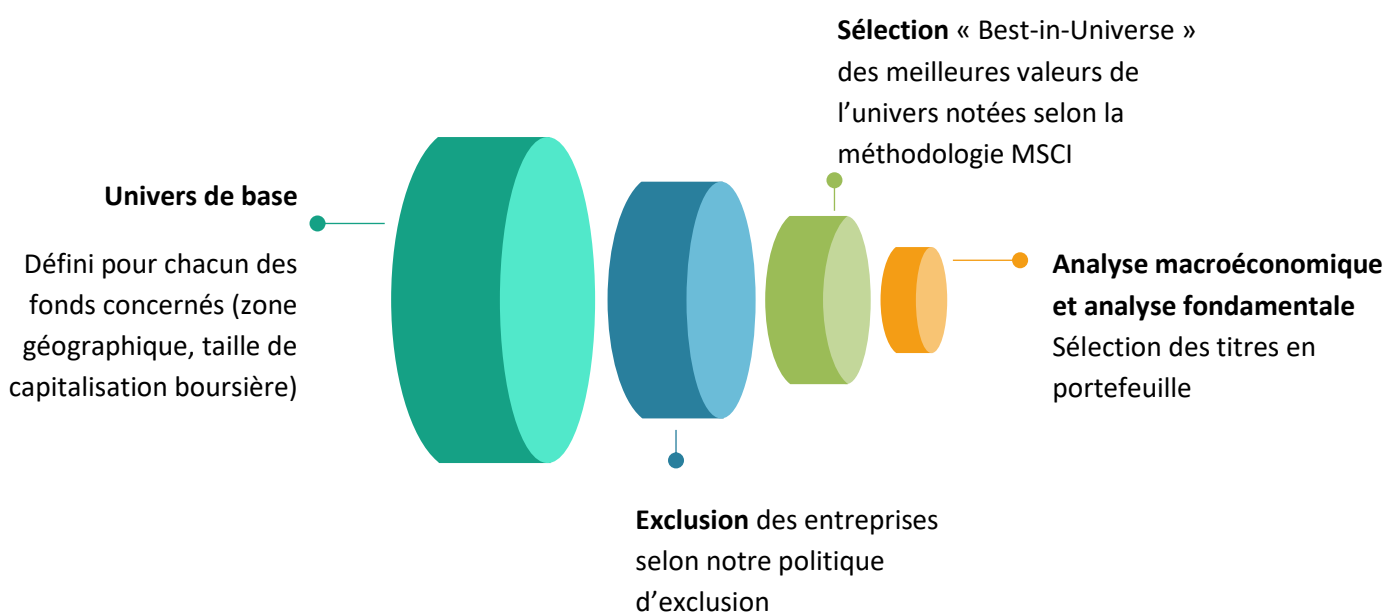 Univers de base
Défini pour chacun des
fonds concernés (zone
géographique, taille de
capitalisation boursière)
Exclusion des entreprises
selon notre politique
d’exclusion
Sélection « Best-in-Universe »
des meilleures valeurs de
l’univers notées selon la
méthodologie MSCI
Analyse macroéconomique
et analyse fondamentale
Sélection des titres en
portefeuille